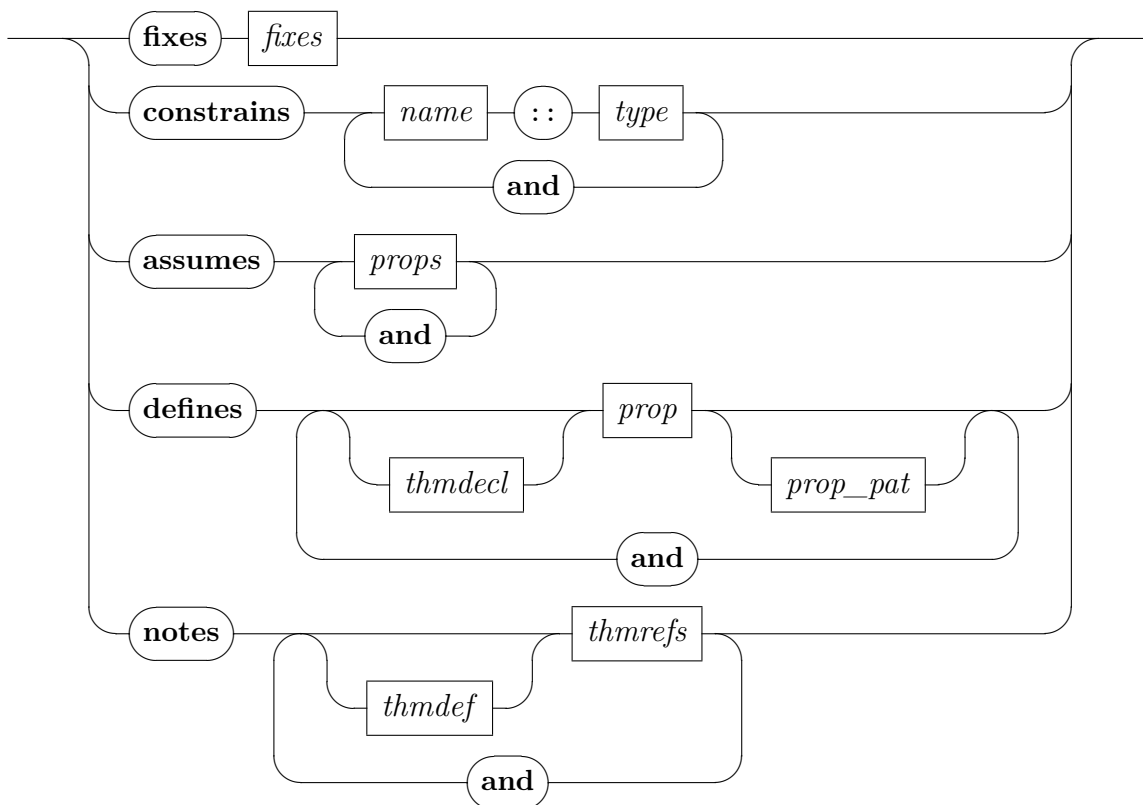 fixes fixes
constrains name :: type
and
assumes props
and
defines prop
thmdecl prop_pat
and
notes thmrefs
thmdef
and